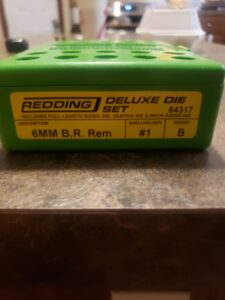 REDDING DELUXE DIE SET 84317
INCLUDES FULL LENGTH SIZING DIE, SEATING DIE & NECK SIZING DIE
DESCRIPTION SHELLHOLDER SERIES
6MM B.R. Rem #1 B